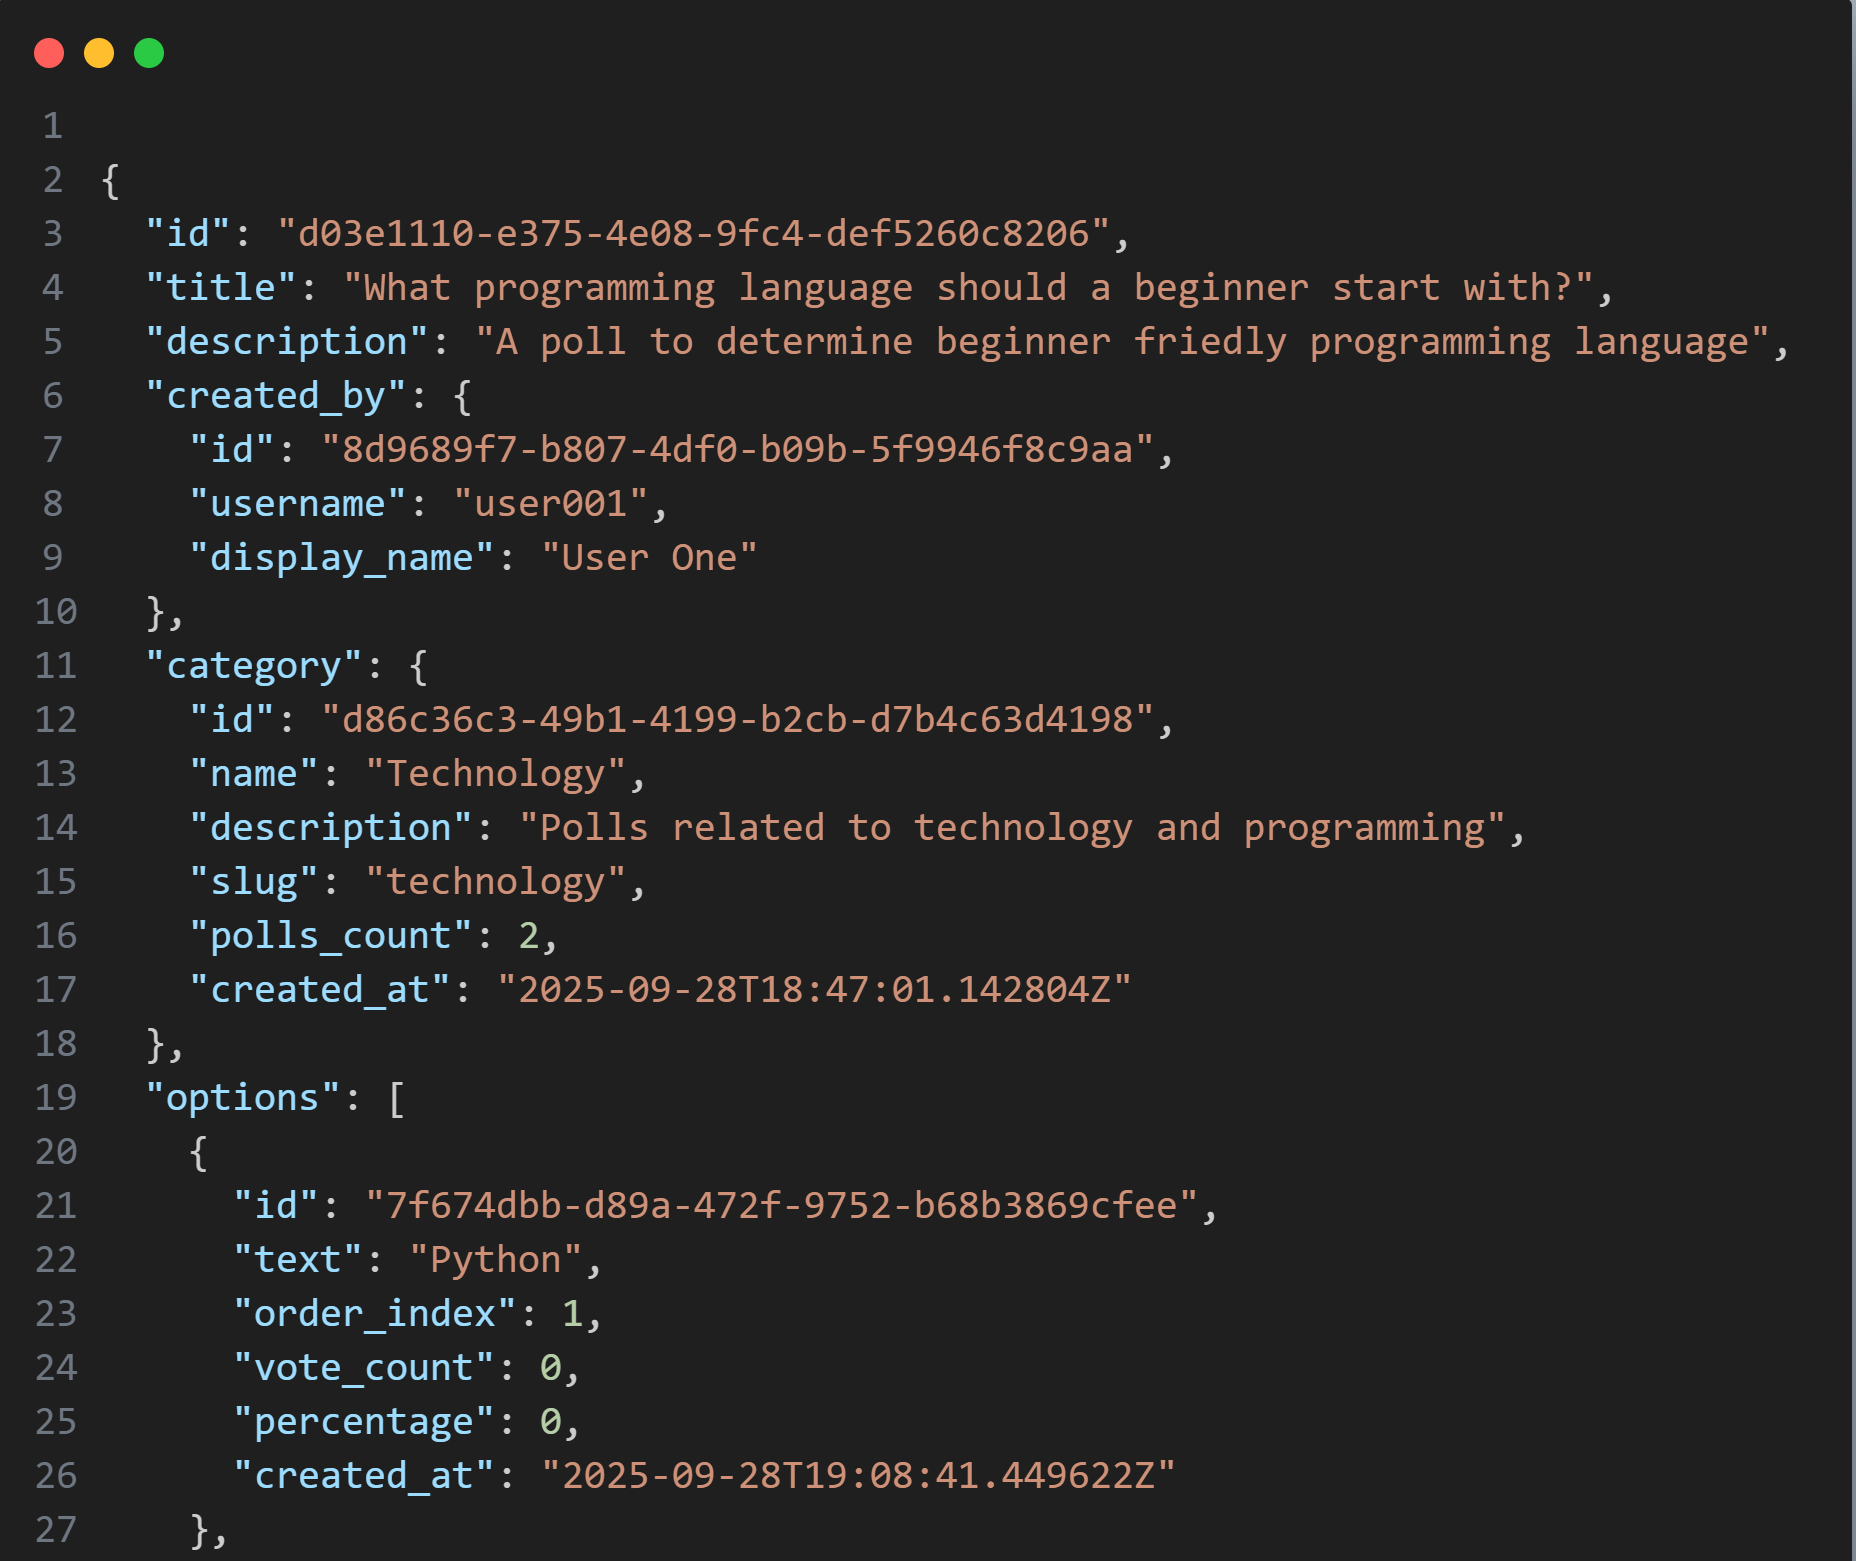 1
2 {
3   "id": "d03e1110-e375-4e08-9fc4-def5260c8206",
4   "title": "What programming language should a beginner start with?",
5   "description": "A poll to determine beginner friedly programming language",
6   "created_by": {
7     "id": "8d9689f7-b807-4df0-b09b-5f9946f8c9aa",
8     "username": "user001",
9     "display_name": "User One"
10   },
11   "category": {
12     "id": "d86c36c3-49b1-4199-b2cb-d7b4c63d4198",
13     "name": "Technology",
14     "description": "Polls related to technology and programming",
15     "slug": "technology",
16     "polls_count": 2,
17     "created_at": "2025-09-28T18:47:01.142804Z"
18   },
19   "options": [
20     {
21       "id": "7f674dbb-d89a-472f-9752-b68b3869cfee",
22       "text": "Python",
23       "order_index": 1,
24       "vote_count": 0,
25       "percentage": 0,
26       "created_at": "2025-09-28T19:08:41.449622Z"
27     },